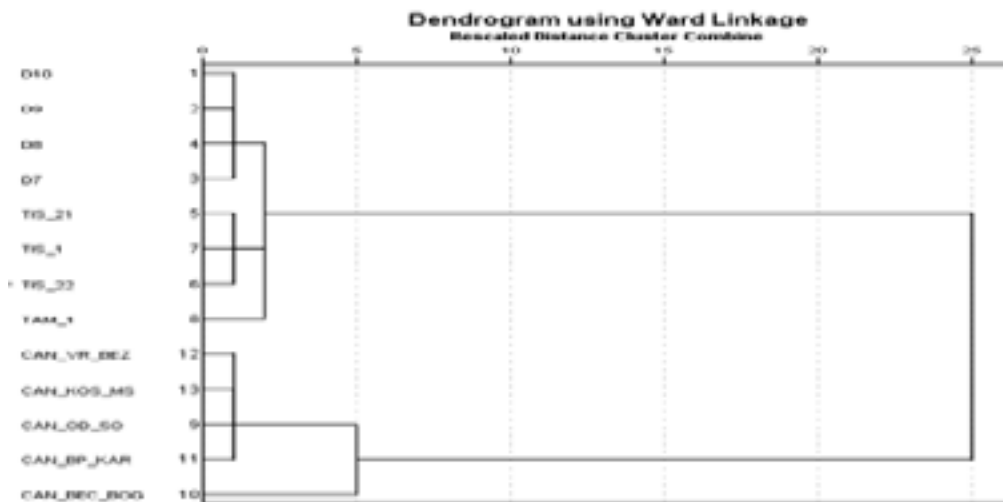 Dendrogram using Ward Linkage
Rescaled Distance Cluster Combine
0 5 10 15 20 25
D10 1
D9 2
D8 4
D7 3
TIS_21 5
TIS_1 7
TIS_22 6
TAM_1 8
CAN_VR_BEZ 12
CAN_KOS_MS 13
CAN_OD_SO 9
CAN_BP_KAR 11
CAN_BEC_BOG 10